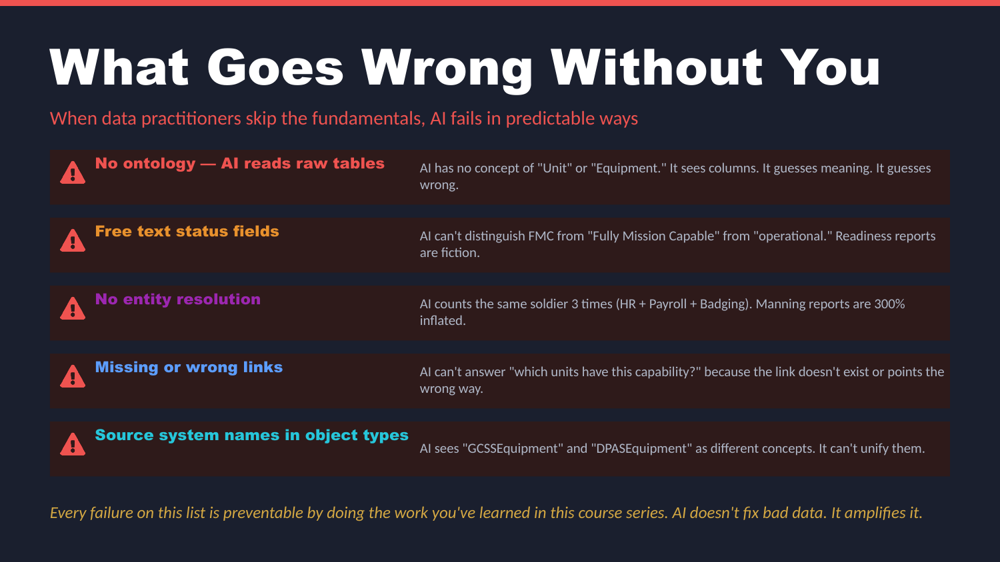 What Goes Wrong Without You
When data practitioners skip the fundamentals, AI fails in predictable ways
No ontology — AI reads raw tables
AI has no concept of "Unit" or "Equipment." It sees columns. It guesses meaning. It guesses
wrong.
Free text status fields
AI can't distinguish FMC from "Fully Mission Capable" from "operational." Readiness reports
are fiction.
No entity resolution
AI counts the same soldier 3 times (HR + Payroll + Badging). Manning reports are 300%
inflated.
Missing or wrong links
AI can't answer "which units have this capability?" because the link doesn't exist or points the
wrong way.
Source system names in object types
AI sees "GCSSEquipment" and "DPASEquipment" as different concepts. It can't unify them.
Every failure on this list is preventable by doing the work you've learned in this course series. AI doesn't fix bad data. It amplifies it.